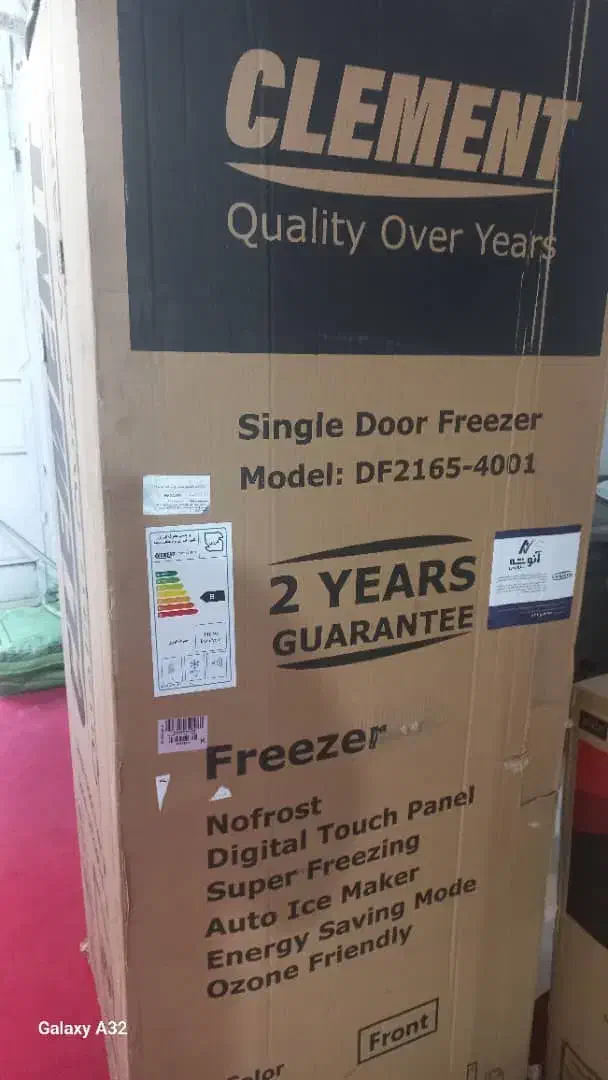 CLEMENT
Quality Over Years
Single Door Freezer
Model: DF2165-4001
2 YEARS
GUARANTEE
CLEMENT
B
Freezer
Nofrost
Digital Touch Panel
Super Freezing
Auto Ice Maker
Energy Saving Mode
Ozone Friendly
Front
Galaxy A32